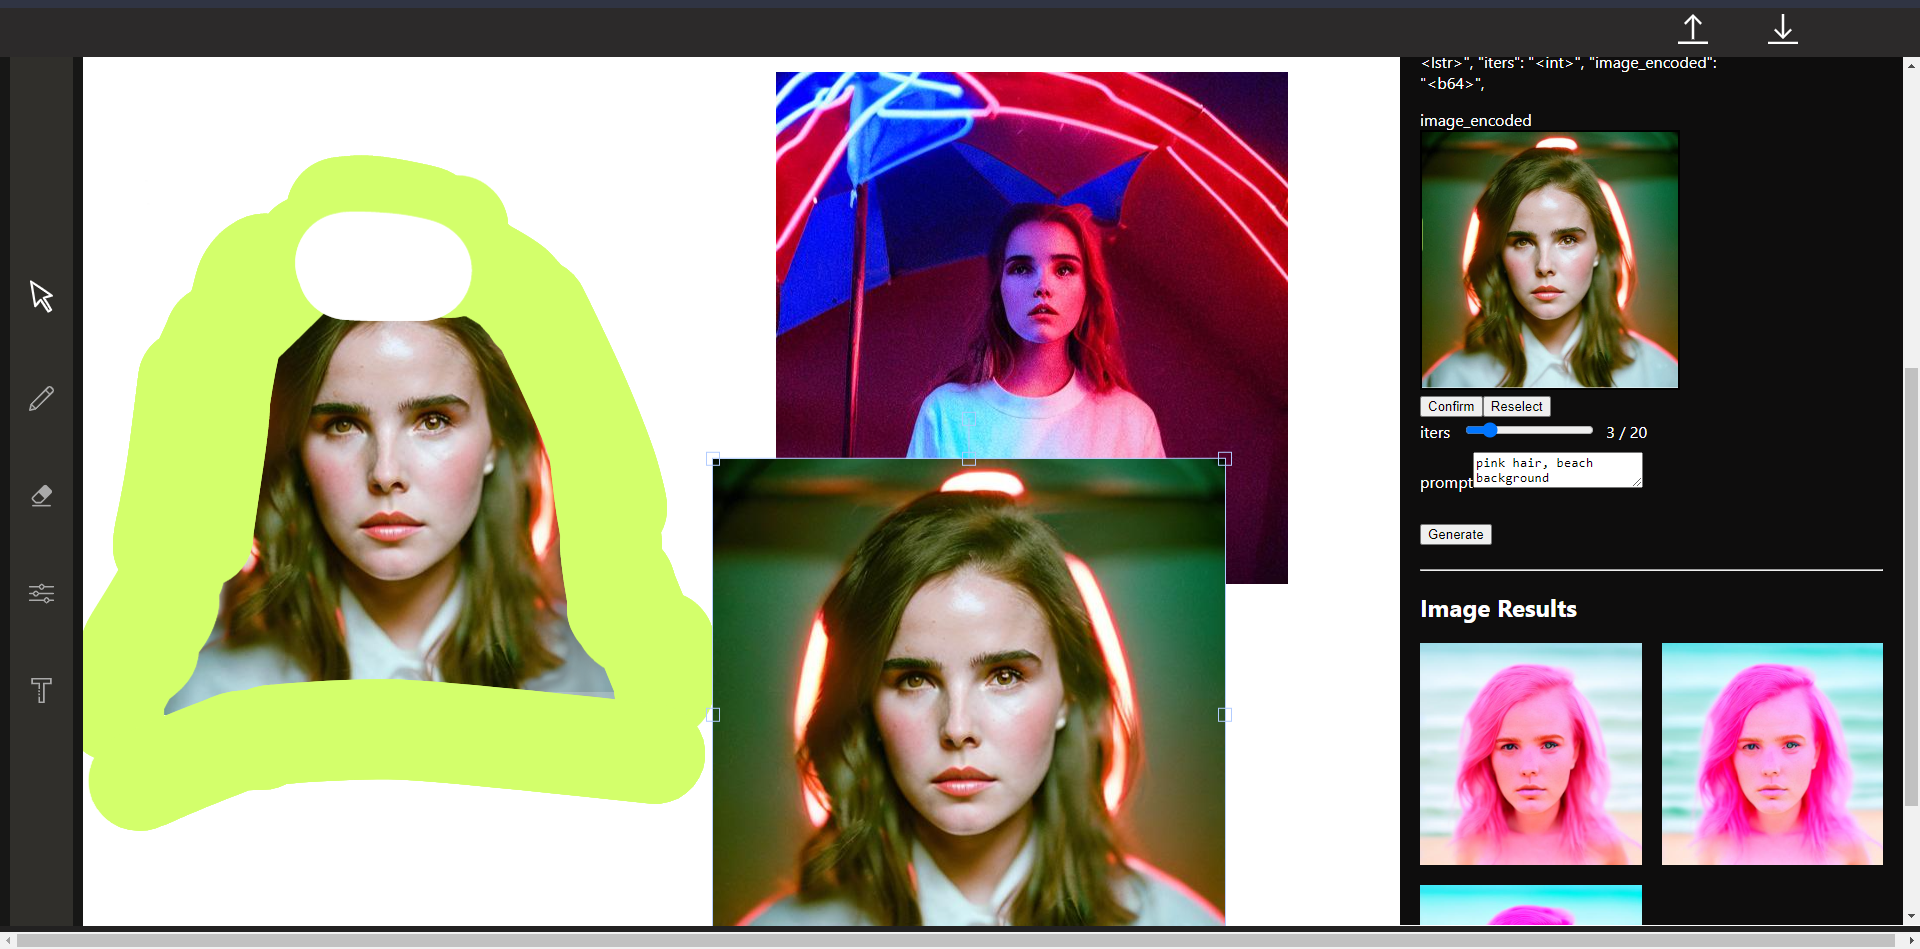 <lstr>", "iters": "<int>", "image_encoded":
"<b64>",
image_encoded
Confirm Reselect
iters 3 / 20
prompt pink hair, beach
background
Generate
Image Results
T